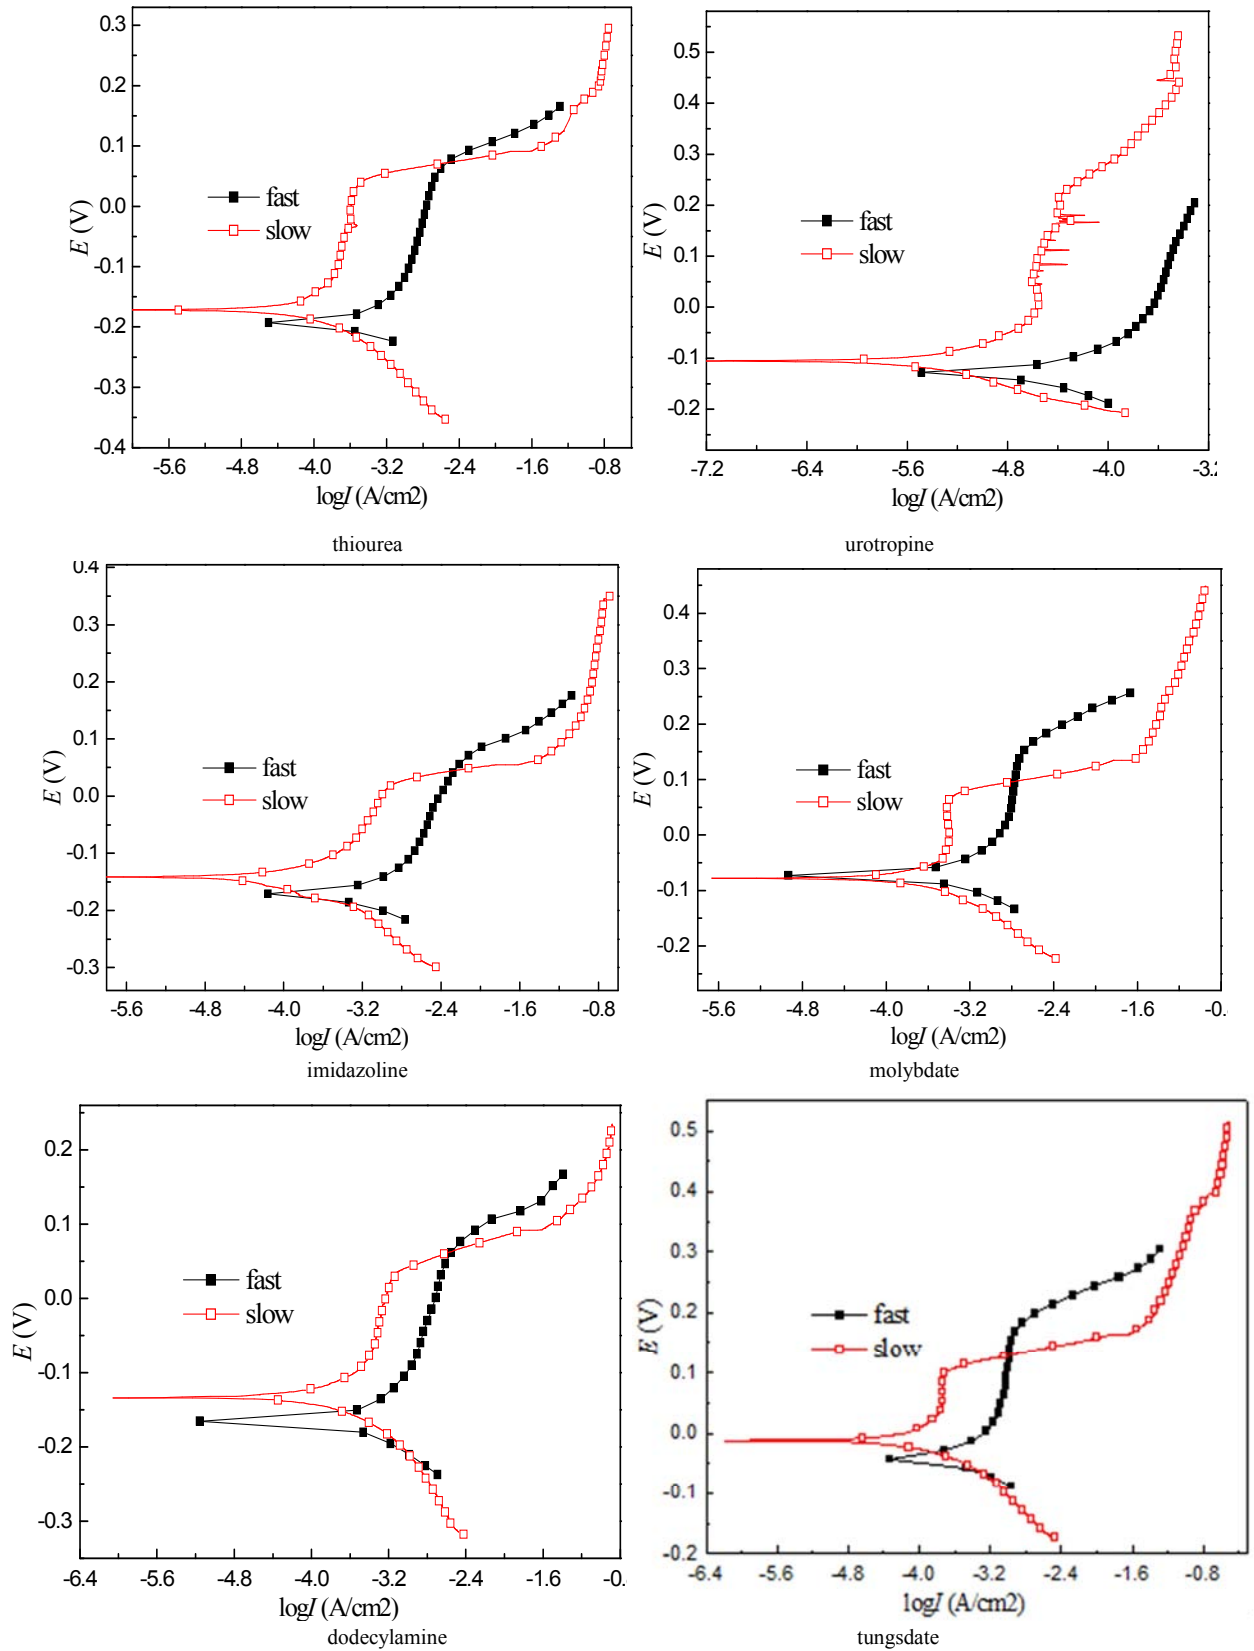 0.3
0.2
0.1
0.0
-0.1
-0.2
-0.3
-0.4
E (V)
fast
slow
-5.6 -4.8 -4.0 -3.2 -2.4 -1.6 -0.8
logI (A/cm2)
thiourea
0.5
0.4
0.3
0.2
0.1
0.0
-0.1
-0.2
E (V)
fast
slow
-7.2 -6.4 -5.6 -4.8 -4.0 -3.2
logI (A/cm2)
urotropine
0.4
0.3
0.2
0.1
0.0
-0.1
-0.2
-0.3
E (V)
fast
slow
-5.6 -4.8 -4.0 -3.2 -2.4 -1.6 -0.8
logI (A/cm2)
imidazoline
0.4
0.3
0.2
0.1
0.0
-0.1
-0.2
E (V)
fast
slow
-5.6 -4.8 -4.0 -3.2 -2.4 -1.6 -0.
logI (A/cm2)
molybdate
0.2
0.1
0.0
-0.1
-0.2
-0.3
E (V)
fast
slow
-6.4 -5.6 -4.8 -4.0 -3.2 -2.4 -1.6 -0.
logI (A/cm2)
dodecylamine
0.5
0.4
0.3
0.2
0.1
0.0
-0.1
-0.2
E (V)
fast
slow
-6.4 -5.6 -4.8 -4.0 -3.2 -2.4 -1.6 -0.8
logI (A/cm2)
tungsdate